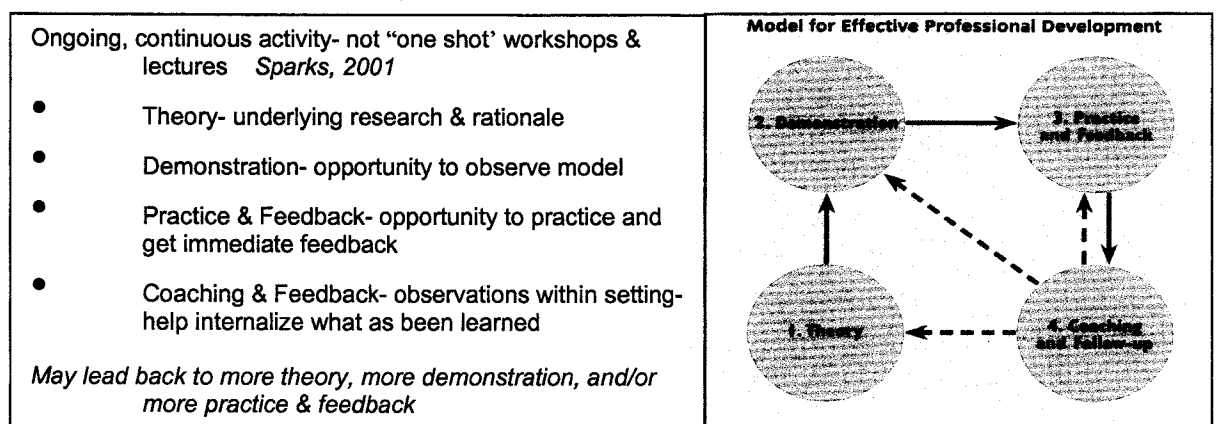 Ongoing, continuous activity- not “one shot’ workshops &
lectures Sparks, 2001
• Theory- underlying research & rationale
• Demonstration- opportunity to observe model
• Practice & Feedback- opportunity to practice and
get immediate feedback
• Coaching & Feedback- observations within setting-
help internalize what as been learned
May lead back to more theory, more demonstration, and/or
more practice & feedback
Model for Effective Professional Development
2. Demonstration
3. Practice
and Feedback
1. Theory
4. Coaching
and Follow-up